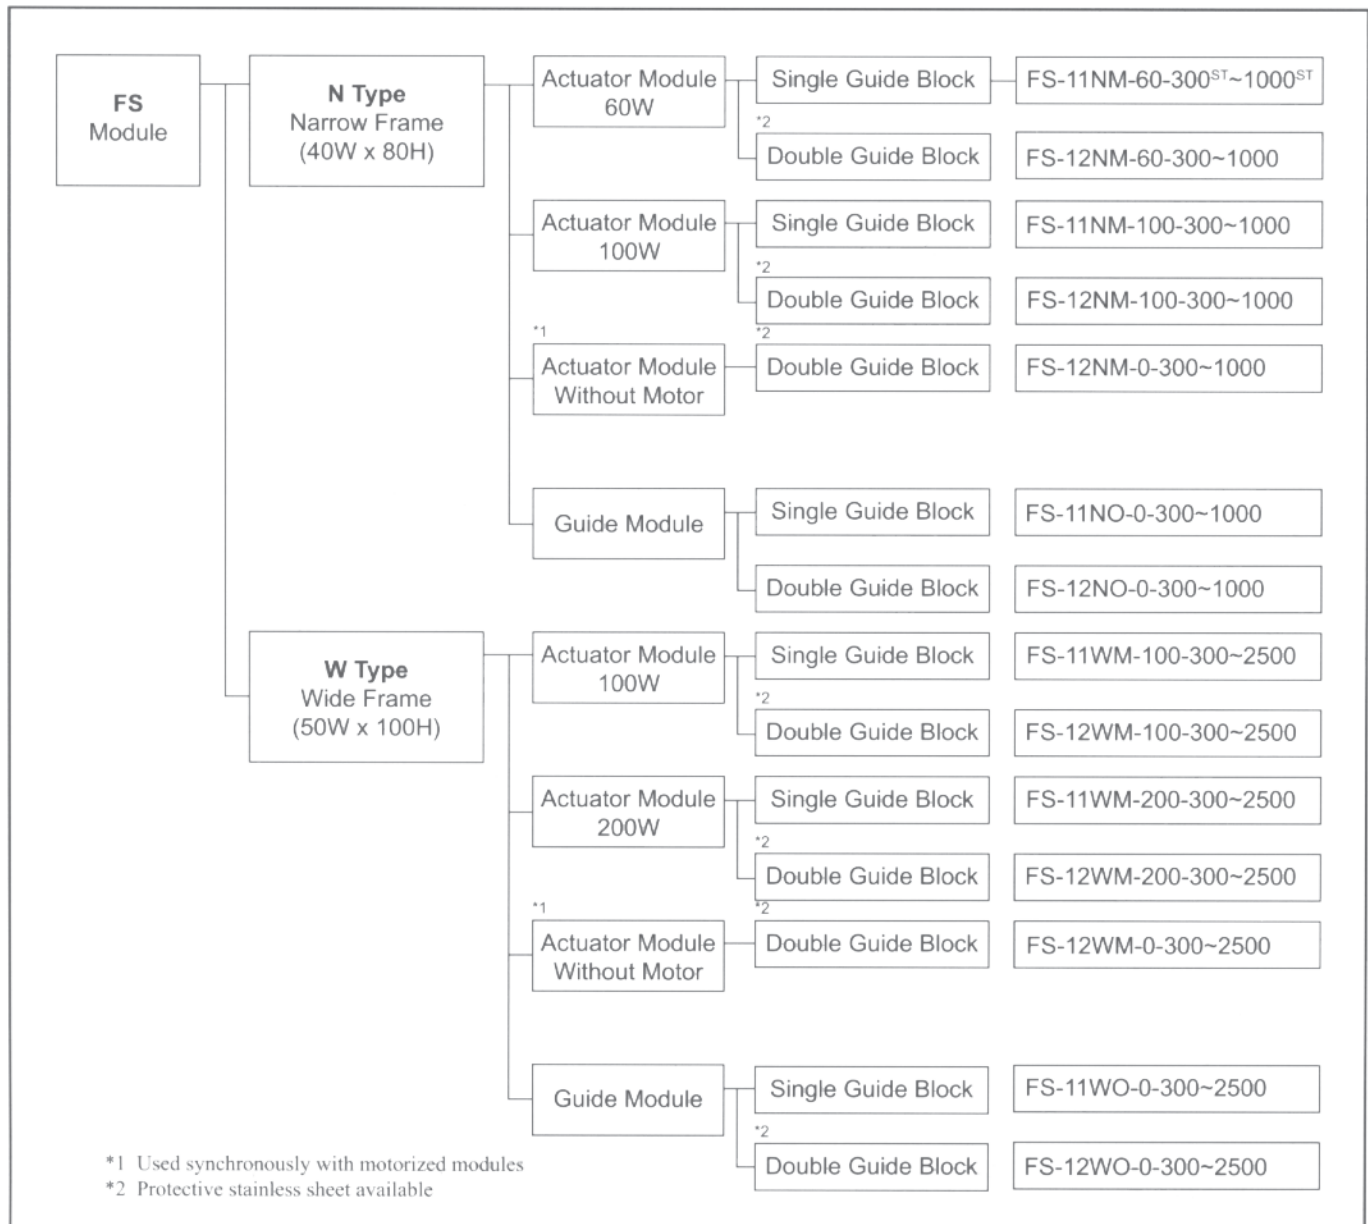 FS
Module
N Type
Narrow Frame
(40W x 80H)
Actuator Module
60W
Single Guide Block
FS-11NM-60-300ST~1000ST
*2
Double Guide Block
FS-12NM-60-300~1000
Actuator Module
100W
Single Guide Block
FS-11NM-100-300~1000
*2
Double Guide Block
FS-12NM-100-300~1000
*1
Actuator Module
Without Motor
*2
Double Guide Block
FS-12NM-0-300~1000
Guide Module
Single Guide Block
FS-11NO-0-300~1000
Double Guide Block
FS-12NO-0-300~1000
W Type
Wide Frame
(50W x 100H)
Actuator Module
100W
Single Guide Block
FS-11WM-100-300~2500
*2
Double Guide Block
FS-12WM-100-300~2500
Actuator Module
200W
Single Guide Block
FS-11WM-200-300~2500
*2
Double Guide Block
FS-12WM-200-300~2500
*1
Actuator Module
Without Motor
*2
Double Guide Block
FS-12WM-0-300~2500
Guide Module
Single Guide Block
FS-11WO-0-300~2500
*2
Double Guide Block
FS-12WO-0-300~2500
*1 Used synchronously with motorized modules
*2 Protective stainless sheet available